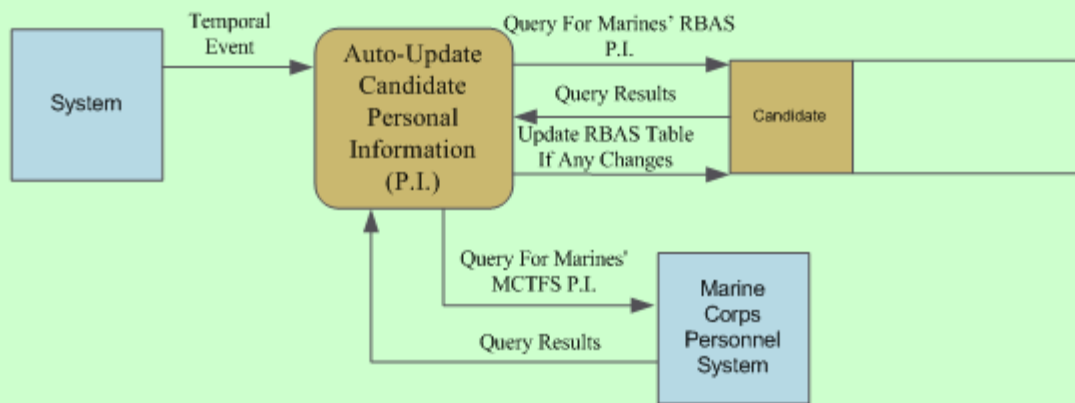 Temporal
Event
System
Auto-Update
Candidate
Personal
Information
(P.I.)
Query For Marines' RBAS
P.I.
Query Results
Update RBAS Table
If Any Changes
Candidate
Query For Marines'
MCTFS P.I.
Query Results
Marine
Corps
Personnel
System